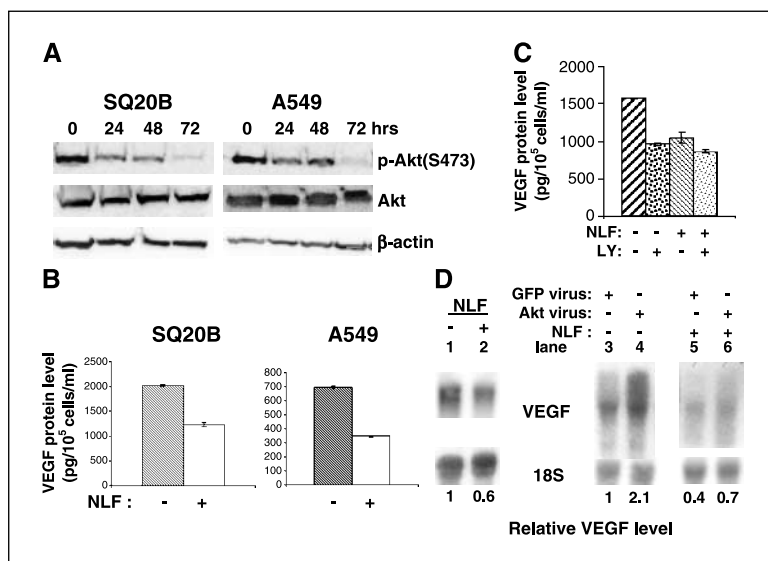 A
SQ20B A549
0 24 48 72 0 24 48 72 hrs
p-Akt(S473)
Akt
β-actin
B
SQ20B A549
VEGF protein level
(pg/10⁵ cells/ml)
2000
1500
1000
500
0
800
700
600
500
400
300
200
100
0
NLF : - + - +
C
VEGF protein level
(pg/10⁵ cells/ml)
2000
1500
1000
500
0
NLF: - - + +
LY: - + - +
D
NLF
- +
1 2
GFP virus: + - + -
Akt virus: - + - +
NLF : - - + +
lane 3 4 5 6
VEGF
18S
1 0.6 1 2.1 0.4 0.7
Relative VEGF level